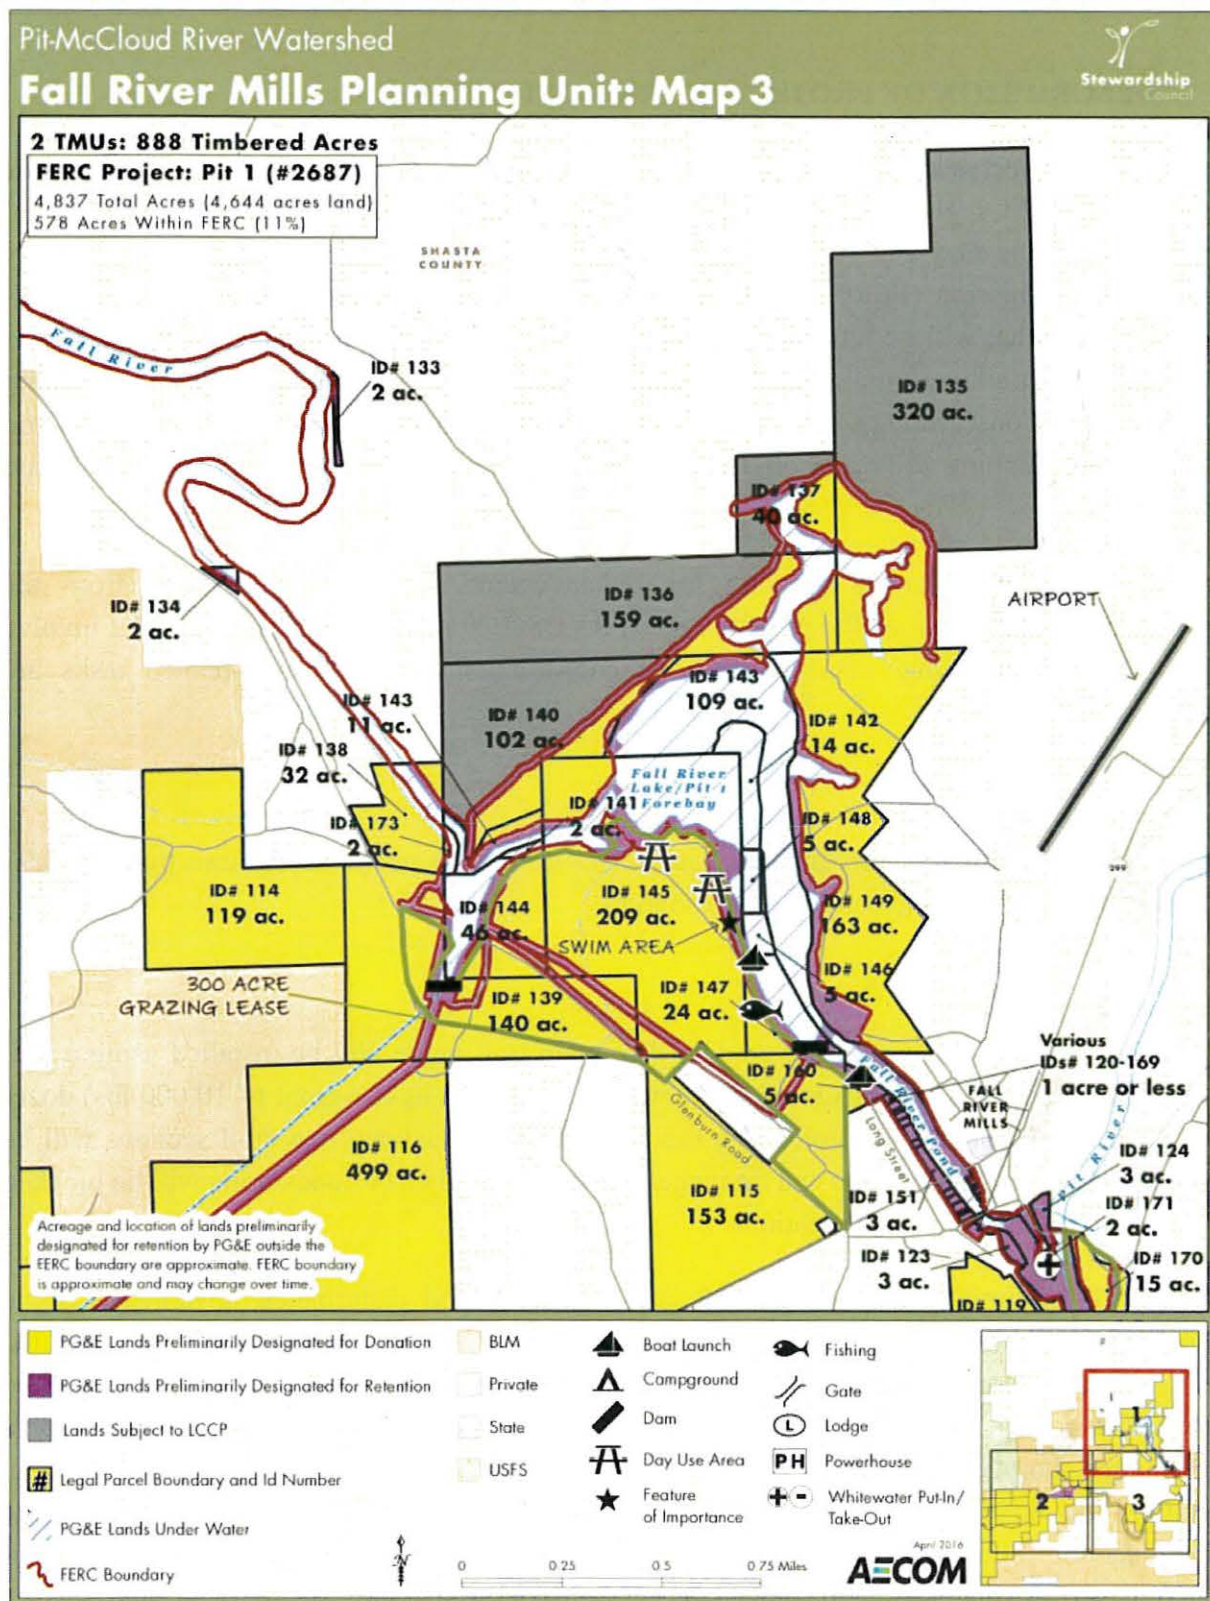 Pit-McCloud River Watershed
Fall River Mills Planning Unit: Map 3
Stewardship
Council
2 TMUs: 888 Timbered Acres
FERC Project: Pit 1 (#2687)
4,837 Total Acres (4,644 acres land)
578 Acres Within FERC (11%)
SHASTA
COUNTY
Fall River
ID# 133
2 ac.
ID# 135
320 ac.
ID# 137
40 ac.
ID# 134
2 ac.
ID# 136
159 ac.
AIRPORT
ID# 143
11 ac.
ID# 143
109 ac.
ID# 140
102 ac.
ID# 142
14 ac.
ID# 138
32 ac.
Fall River
Lake/Pit 1
Forebay
ID# 141
2 ac.
ID# 173
2 ac.
ID# 148
5 ac.
299
ID# 114
119 ac.
ID# 144
46 ac.
ID# 145
209 ac.
ID# 149
163 ac.
SWIM AREA
300 ACRE
GRAZING LEASE
ID# 139
140 ac.
ID# 147
24 ac.
ID# 146
5 ac.
Various
IDs# 120-169
1 acre or less
ID# 160
5 ac.
Fall River Pond
FALL
RIVER
MILLS
Glenburn Road
Long Street
Pit River
ID# 116
499 ac.
ID# 124
3 ac.
ID# 115
153 ac.
ID# 151
3 ac.
ID# 171
2 ac.
ID# 123
3 ac.
ID# 170
15 ac.
ID# 119
Acreage and location of lands preliminarily
designated for retention by PG&E outside the
FERC boundary are approximate. FERC boundary
is approximate and may change over time.
PG&E Lands Preliminarily Designated for Donation
PG&E Lands Preliminarily Designated for Retention
Lands Subject to LCCP
# Legal Parcel Boundary and Id Number
PG&E Lands Under Water
FERC Boundary
BLM
Private
State
USFS
Boat Launch
Campground
Dam
Day Use Area
Feature
of Importance
Fishing
Gate
L Lodge
PH Powerhouse
Whitewater Put-In/
Take-Out
N
0 0.25 0.5 0.75 Miles
April 2016
AECOM
1
2
3